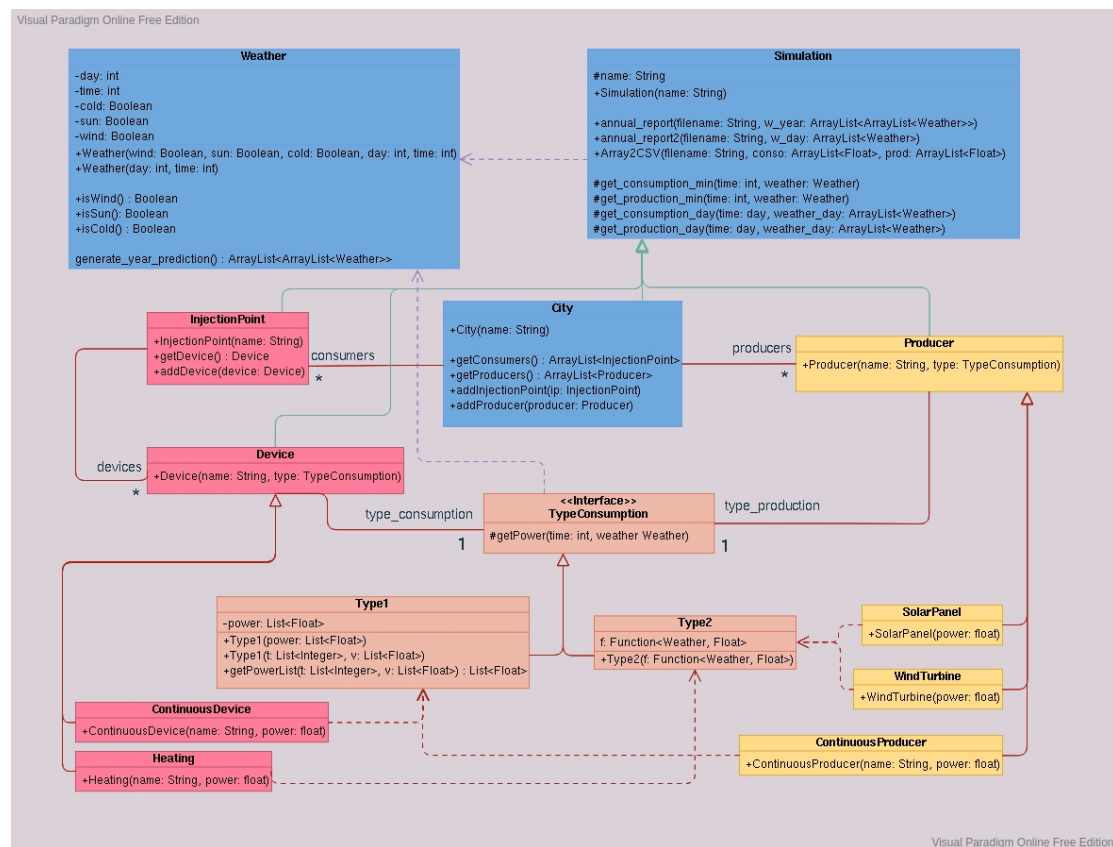 Visual Paradigm Online Free Edition
Weather
-day: int
-time: int
-cold: Boolean
-sun: Boolean
-wind: Boolean
+Weather(wind: Boolean, sun: Boolean, cold: Boolean, day: int, time: int)
+Weather(day: int, time: int)
+isWind() : Boolean
+isSun(): Boolean
+isCold() : Boolean
generate_year_prediction() : ArrayList<ArrayList<Weather>>
Simulation
#name: String
+Simulation(name: String)
+annual_report(filename: String, w_year: ArrayList<ArrayList<Weather>>)
+annual_report2(filename: String, w_day: ArrayList<Weather>)
+Array2CSV(filename: String, conso: ArrayList<Float>, prod: ArrayList<Float>)
#get_consumption_min(time: int, weather: Weather)
#get_production_min(time: int, weather: Weather)
#get_consumption_day(time: day, weather_day: ArrayList<Weather>)
#get_production_day(time: day, weather_day: ArrayList<Weather>)
InjectionPoint
+InjectionPoint(name: String)
+getDevice() : Device
+addDevice(device: Device)
consumers
*
City
+City(name: String)
+getConsumers() : ArrayList<InjectionPoint>
+getProducers() : ArrayList<Producer>
+addInjectionPoint(ip: InjectionPoint)
+addProducer(producer: Producer)
producers
*
Producer
+Producer(name: String, type: TypeConsumption)
devices
*
Device
+Device(name: String, type: TypeConsumption)
type_consumption
1
<<Interface>>
TypeConsumption
#getPower(time: int, weather Weather)
type_production
1
Type1
-power: List<Float>
+Type1(power: List<Float>)
+Type1(t: List<Integer>, v: List<Float>)
+getPowerList(t: List<Integer>, v: List<Float>) : List<Float>
Type2
f: Function<Weather, Float>
+Type2(f: Function<Weather, Float>)
SolarPanel
+SolarPanel(power: float)
WindTurbine
+WindTurbine(power: float)
ContinuousDevice
+ContinuousDevice(name: String, power: float)
Heating
+Heating(name: String, power: float)
ContinuousProducer
+ContinuousProducer(name: String, power: float)
Visual Paradigm Online Free Edition